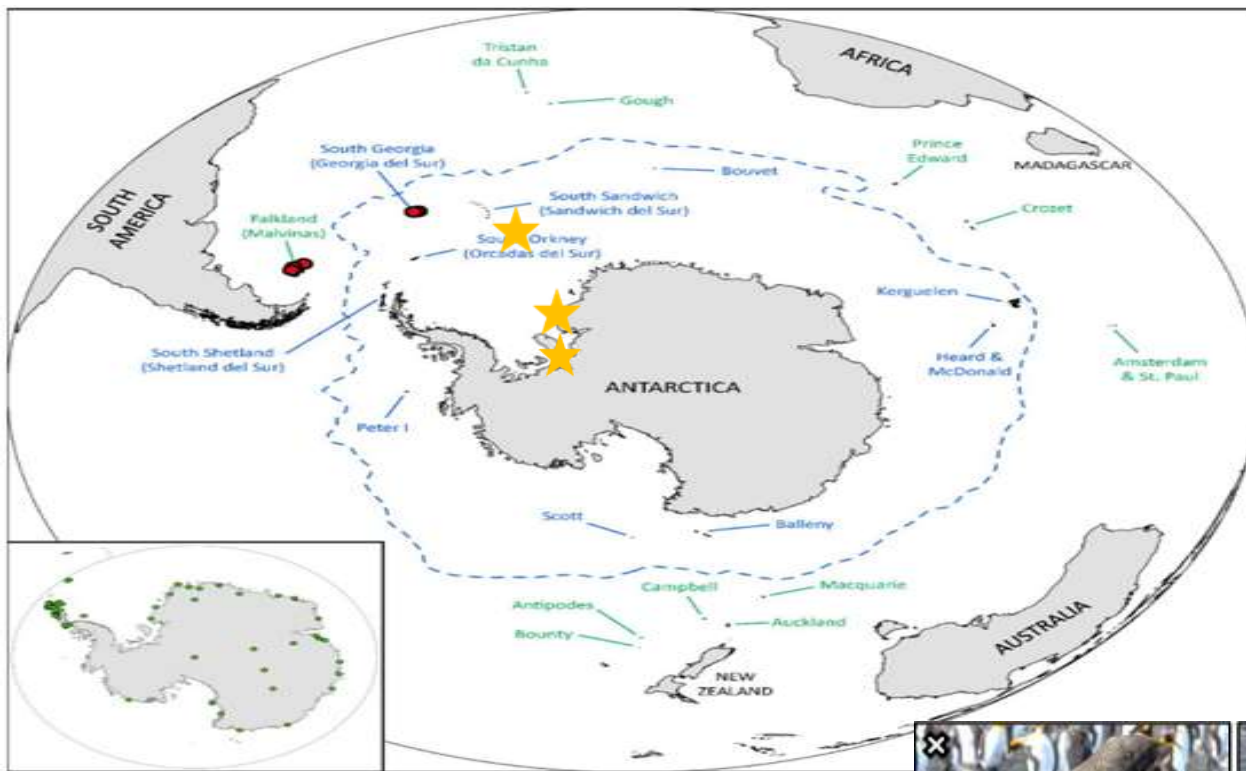 Tristan
da Cunha
Gough
AFRICA
South Georgia
(Georgia del Sur)
Bouvet
Prince
Edward
MADAGASCAR
SOUTH
AMERICA
Falkland
(Malvinas)
South Sandwich
(Sandwich del Sur)
Crozet
Orkney
(Orcadas del Sur)
Kerguelen
South Shetland
(Shetland del Sur)
Heard &
McDonald
Amsterdam
& St. Paul
ANTARCTICA
Peter I
Scott
Balleny
Campbell
Macquarie
Antipodes
Auckland
Bounty
AUSTRALIA
NEW
ZEALAND